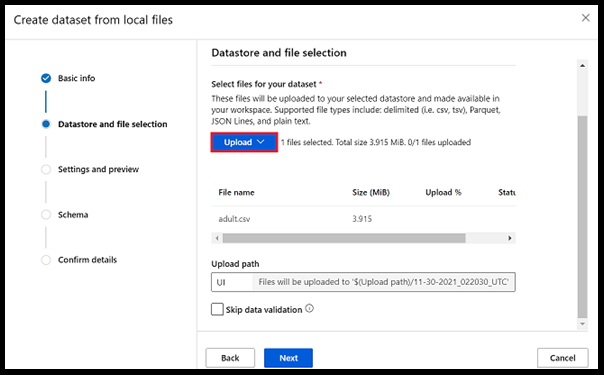 Create dataset from local files
Basic info
Datastore and file selection
Settings and preview
Schema
Confirm details
Datastore and file selection
Select files for your dataset *
These files will be uploaded to your selected datastore and made available in
your workspace. Supported file types include: delimited (i.e. csv, tsv), Parquet,
JSON Lines, and plain text.
Upload 1 files selected. Total size 3.915 MiB. 0/1 files uploaded
File name Size (MiB) Upload % Statu
adult.csv 3.915
Upload path
UI Files will be uploaded to '$(Upload path)/11-30-2021_022030_UTC'
Skip data validation
Back Next Cancel